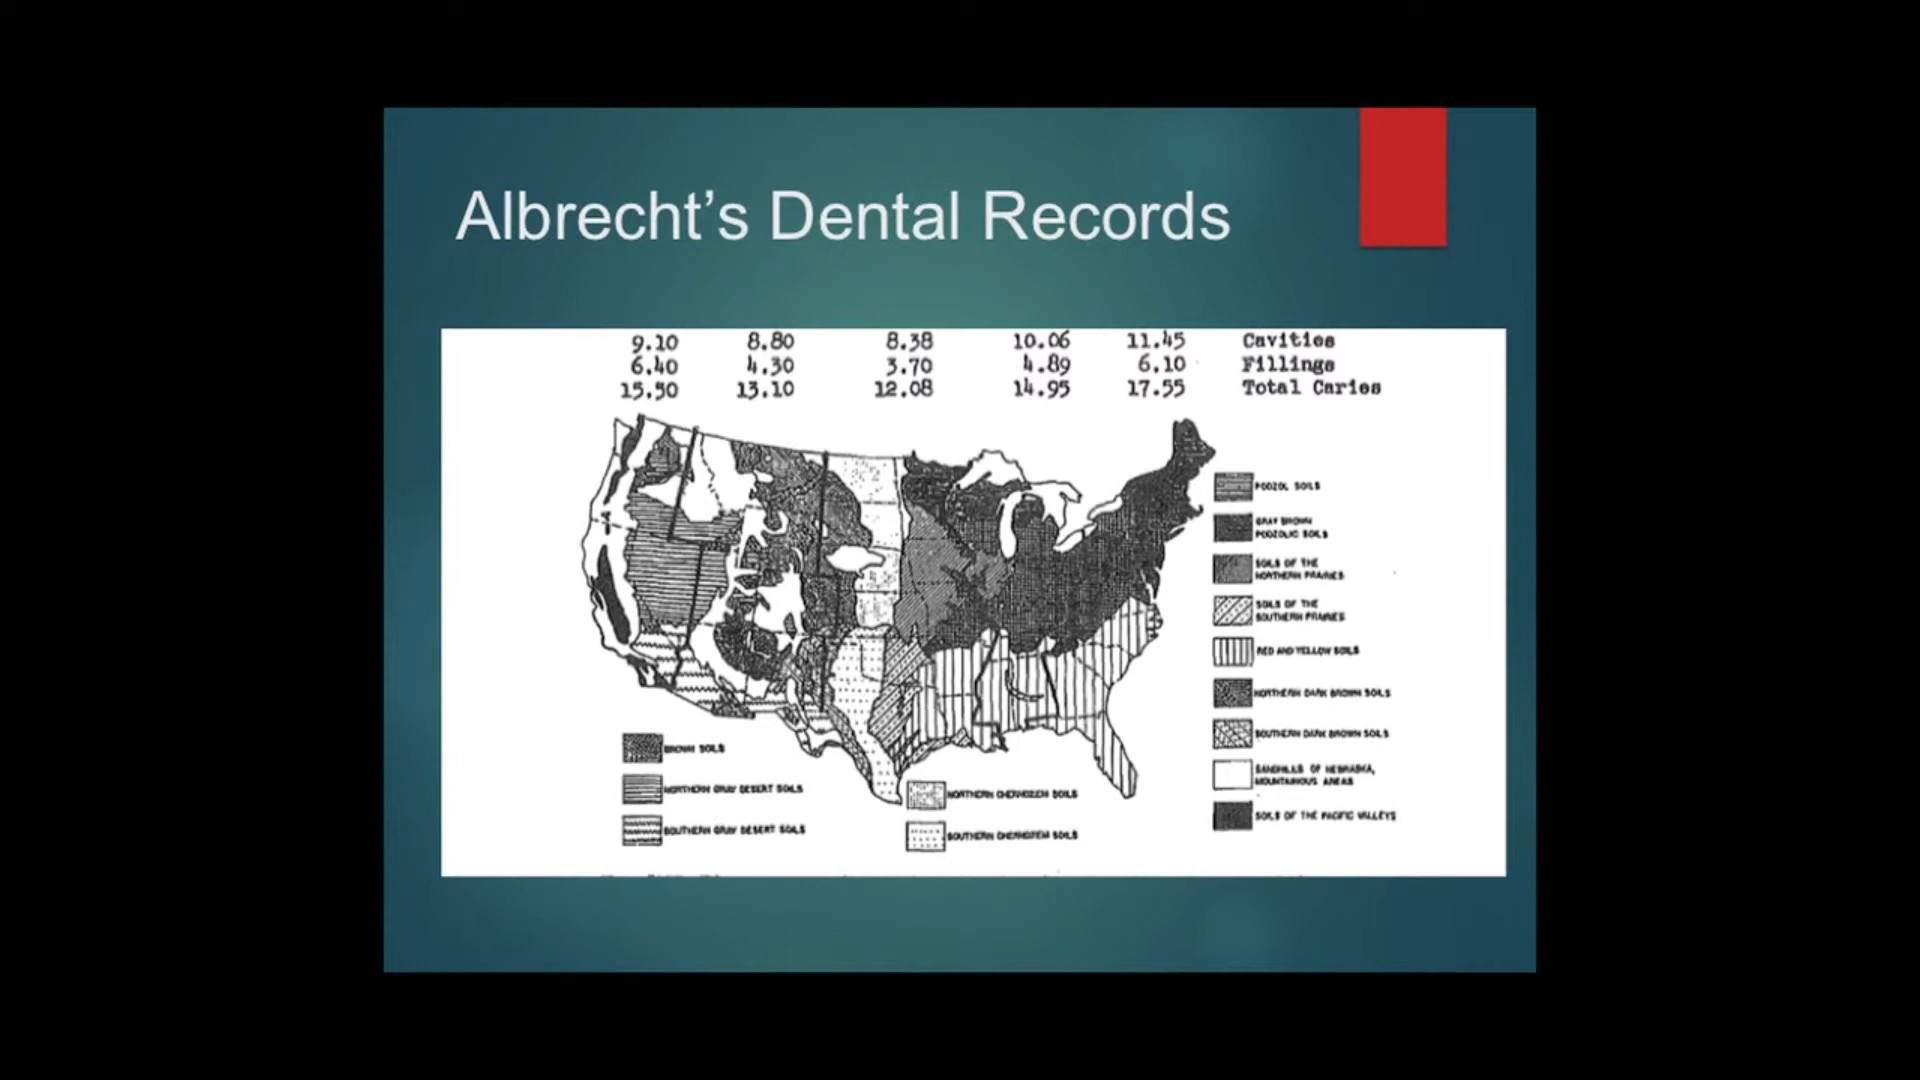 Albrecht's Dental Records
9.10 8.80 8.38 10.06 11.45 Cavities
6.40 4.30 3.70 4.89 6.10 Fillings
15.50 13.10 12.08 14.95 17.55 Total Caries
PODZOL SOILS
GRAY BROWN
PODZOLIC SOILS
SOILS OF THE
NORTHERN PRAIRIES
SOILS OF THE
SOUTHERN PRAIRIES
RED AND YELLOW SOILS
NORTHERN DARK BROWN SOILS
SOUTHERN DARK BROWN SOILS
SANDHILLS OF NEBRASKA,
MOUNTAINOUS AREAS
SOILS OF THE PACIFIC VALLEYS
BROWN SOILS
NORTHERN GRAY DESERT SOILS
SOUTHERN GRAY DESERT SOILS
NORTHERN CHERNOZEM SOILS
SOUTHERN CHERNOZEM SOILS